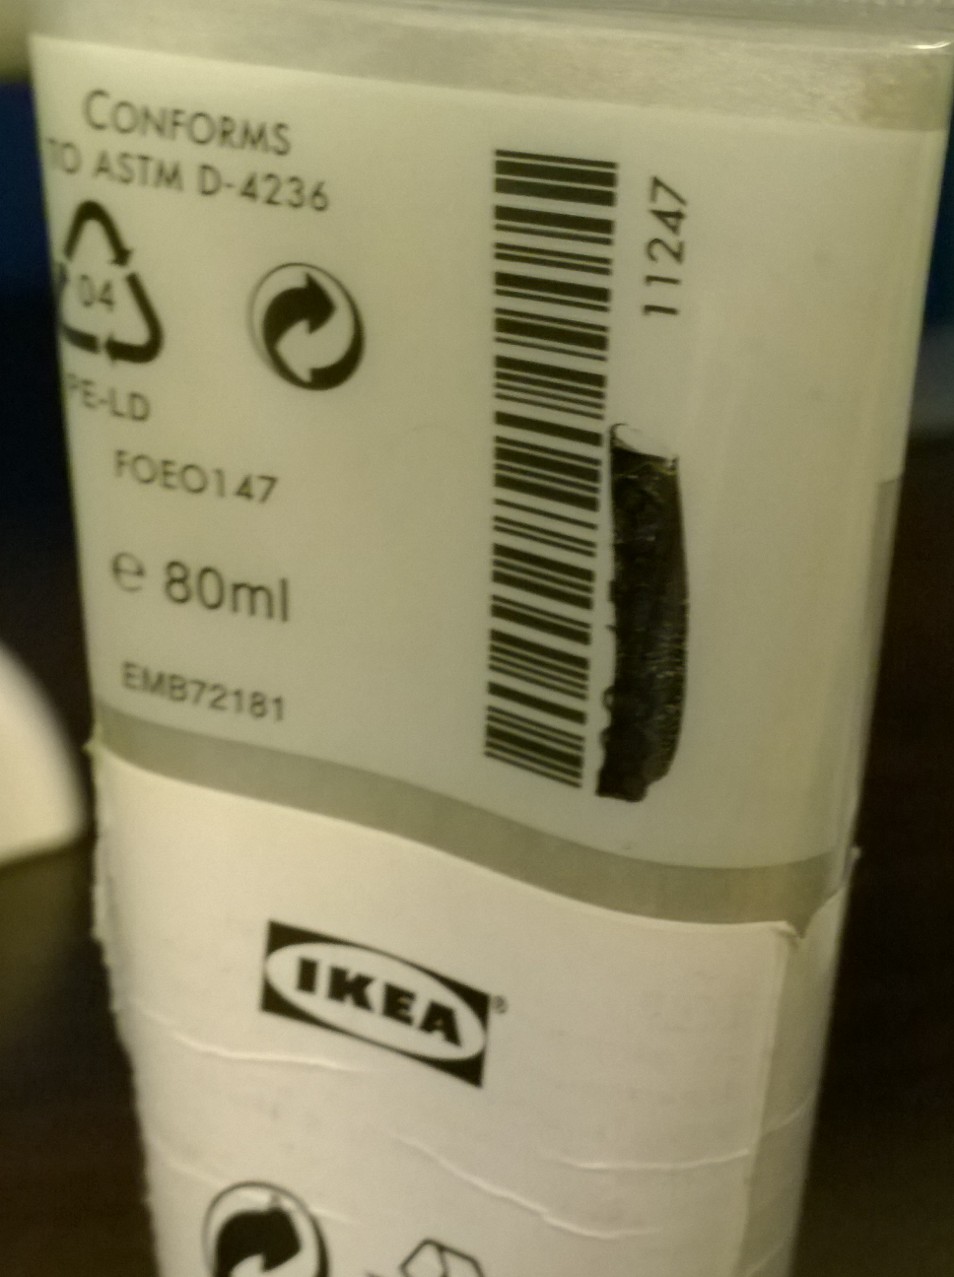 CONFORMS
TO ASTM D-4236
04
PE-LD
FOEO147
e 80ml
EMB72181
11247
IKEA®